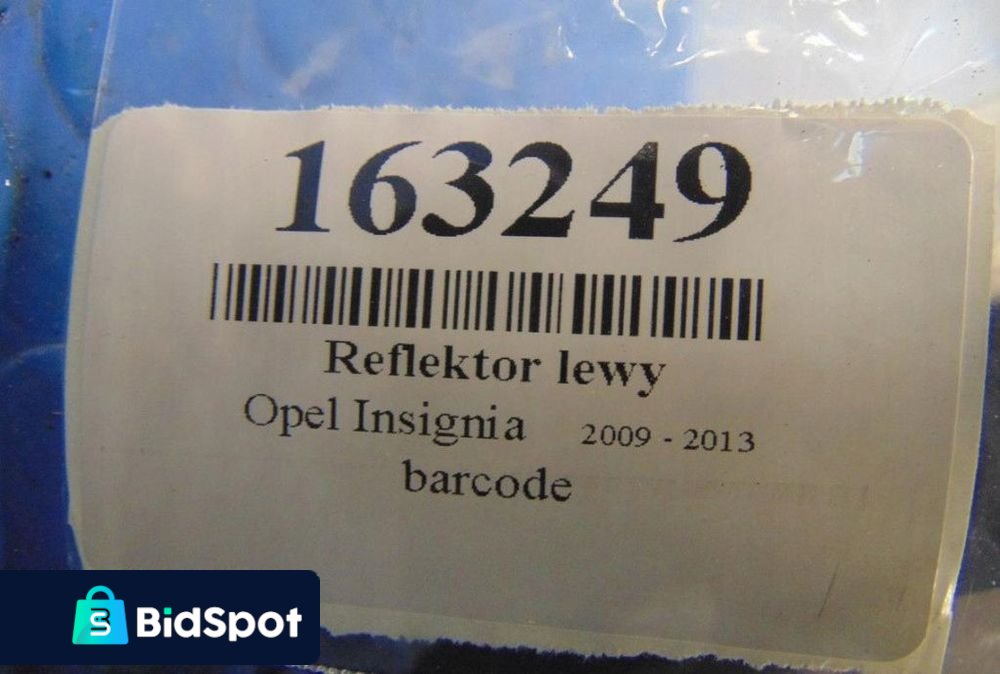 163249
Reflektor lewy
Opel Insignia 2009 - 2013
barcode
BidSpot